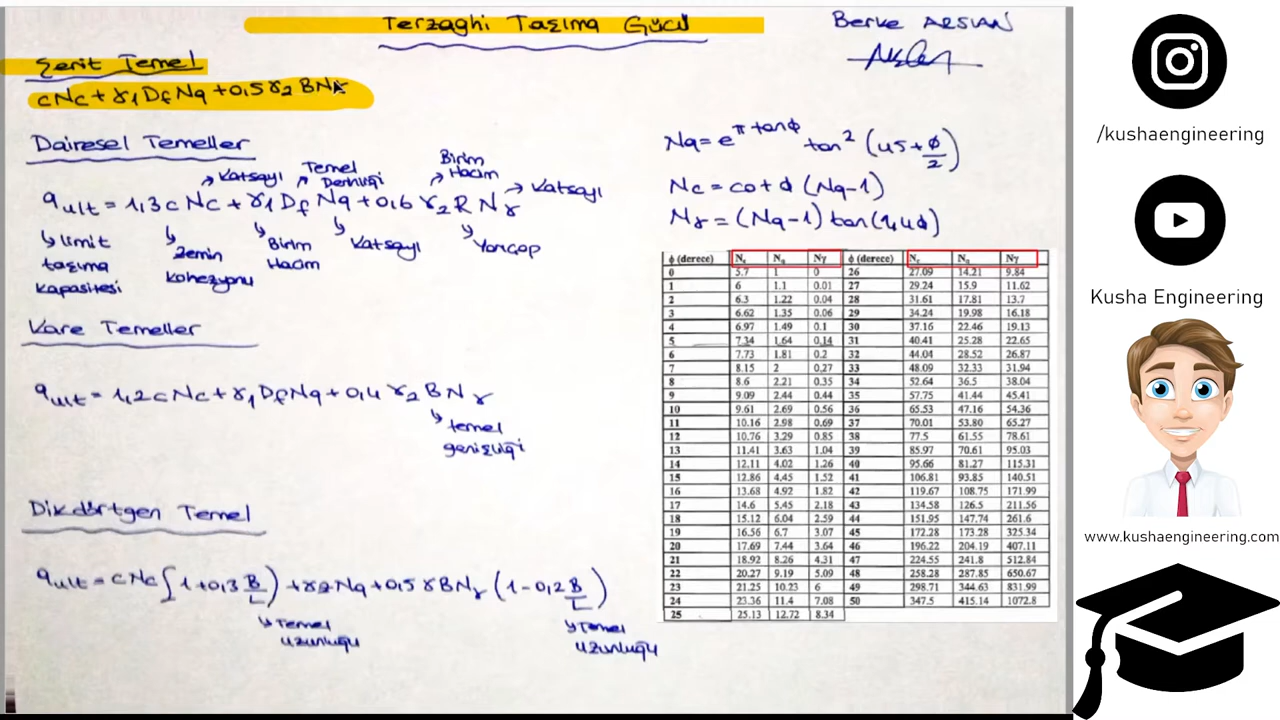 Terzaghi Taşıma Gücü
Berke ARSLAN
Şerit Temel
cNc + γ1 Df Nq + 0,5 γ2 BNγ
Dairesel Temeller
qult = 1,3 c Nc + γ1 Df Nq + 0,6 γ2 R Nγ
Katsayı
Temel Derinliği
Birim Hacim
Katsayı
limit taşıma kapasitesi
Zemin kohezyonu
Birim Hacim
Katsayı
Yarıçap
Kare Temeller
qult = 1,2 c Nc + γ1 Df Nq + 0,4 γ2 B Nγ
temel genişliği
Dikdörtgen Temel
qult = cNc [1+0,3 B/L) + γ2 Nq + 0,5 γBNγ (1-0,2 B/L)
Temel uzunluğu
Temel uzunluğu
Nq = e^π tanϕ tan² (45+ϕ/2)
Nc = cot ϕ (Nq-1)
Nγ = (Nq-1) tan(1,4ϕ)
ϕ (derece) Nc Nq Nγ ϕ (derece) Nc Nq Nγ
0 5.7 1 0 26 27.09 14.21 9.84
1 6 1.1 0.01 27 29.24 15.9 11.62
2 6.3 1.22 0.04 28 31.61 17.81 13.7
3 6.62 1.35 0.06 29 34.24 19.98 16.18
4 6.97 1.49 0.1 30 37.16 22.46 19.13
5 7.34 1.64 0.14 31 40.41 25.28 22.65
6 7.73 1.81 0.2 32 44.04 28.52 26.87
7 8.15 2 0.27 33 48.09 32.33 31.94
8 8.6 2.21 0.35 34 52.64 36.5 38.04
9 9.09 2.44 0.44 35 57.75 41.44 45.41
10 9.61 2.69 0.56 36 65.53 47.16 54.36
11 10.16 2.98 0.69 37 70.01 53.80 65.27
12 10.76 3.29 0.85 38 77.5 61.55 78.61
13 11.41 3.63 1.04 39 85.97 70.61 95.03
14 12.11 4.02 1.26 40 95.66 81.27 115.31
15 12.86 4.45 1.52 41 106.81 93.85 140.51
16 13.68 4.92 1.82 42 119.67 108.75 171.99
17 14.6 5.45 2.18 43 134.58 126.5 211.56
18 15.12 6.04 2.59 44 151.95 147.74 261.6
19 16.56 6.7 3.07 45 172.28 173.28 325.34
20 17.69 7.44 3.64 46 196.22 204.19 407.11
21 18.92 8.26 4.31 47 224.55 241.8 512.84
22 20.27 9.19 5.09 48 258.28 287.85 650.67
23 21.25 10.23 6 49 298.71 344.63 831.99
24 23.36 11.4 7.08 50 347.5 415.14 1072.8
25 25.13 12.72 8.34
/kushaengineering
Kusha Engineering
www.kushaengineering.com